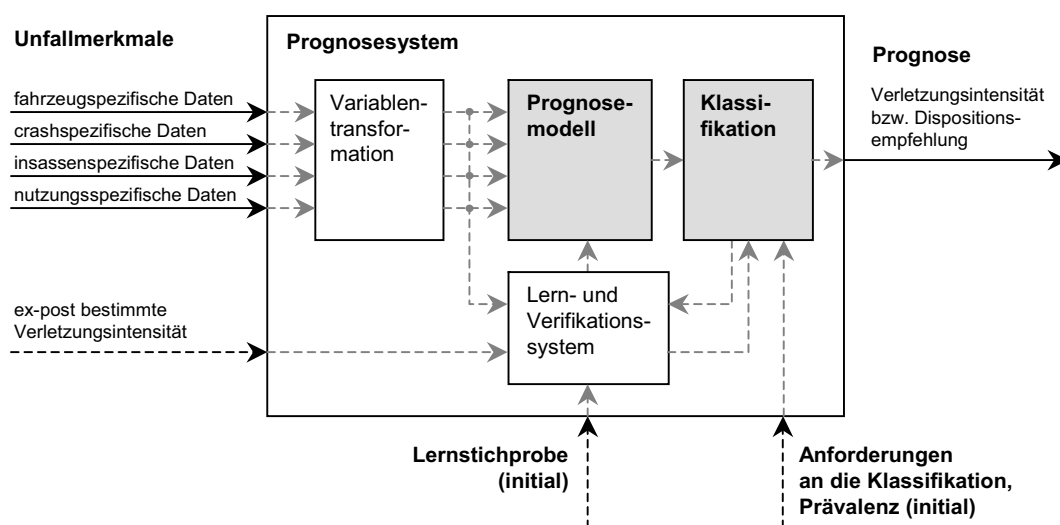 Unfallmerkmale
fahrzeugspezifische Daten
crashspezifische Daten
insassenspezifische Daten
nutzungsspezifische Daten
ex-post bestimmte
Verletzungsintensität
Prognosesystem
Variablen-
transfor-
mation
Prognose-
modell
Klassi-
fikation
Lern- und
Verifikations-
system
Prognose
Verletzungsintensität
bzw. Dispositions-
empfehlung
Lernstichprobe
(initial)
Anforderungen
an die Klassifikation,
Prävalenz (initial)